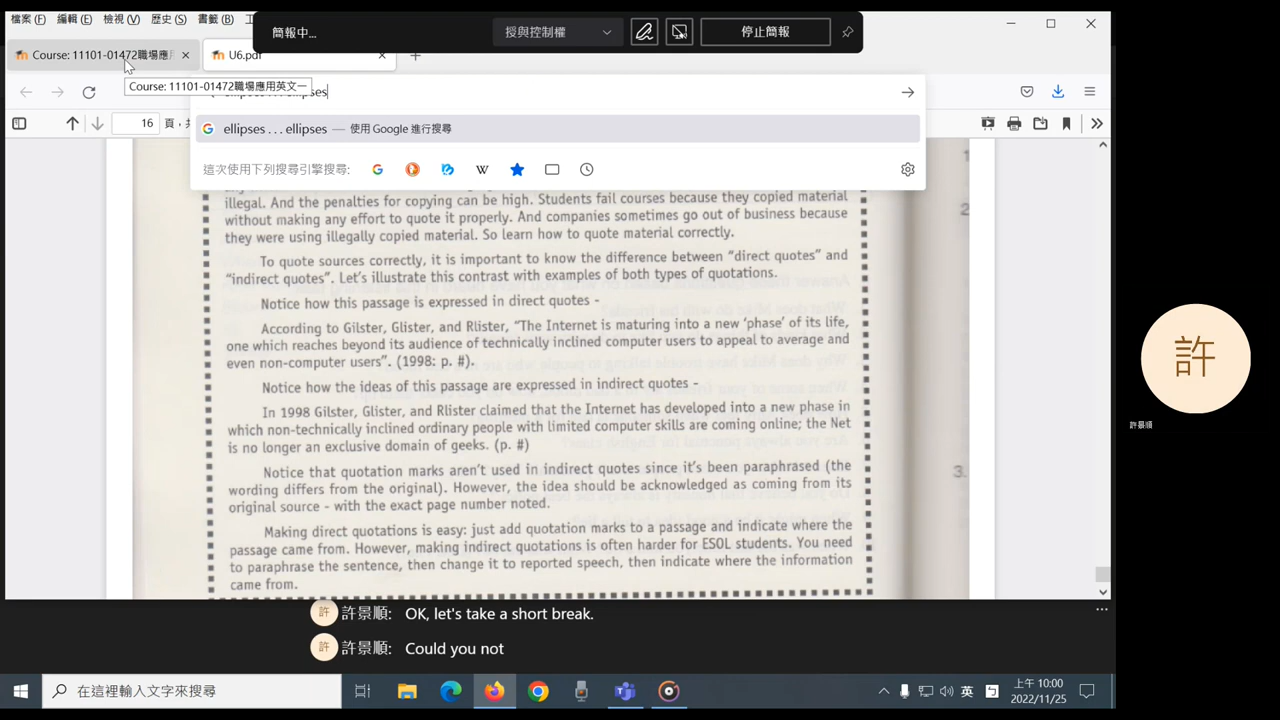 檔案 (F) 編輯 (E) 檢視 (V) 歷史 (S) 書籤 (B)
簡報中...
授與控制權
停止簡報
Course: 11101-01472職場應用
U6.pdf
Course: 11101-01472職場應用英文一
ellipses
16 頁，
ellipses . . . ellipses — 使用 Google 進行搜尋
這次使用下列搜尋引擎搜尋:
illegal. And the penalties for copying can be high. Students fail courses because they copied material
without making any effort to quote it properly. And companies sometimes go out of business because
they were using illegally copied material. So learn how to quote material correctly.
To quote sources correctly, it is important to know the difference between “direct quotes” and
“indirect quotes”. Let’s illustrate this contrast with examples of both types of quotations.
Notice how this passage is expressed in direct quotes -
According to Gilster, Glister, and Rlister, “The Internet is maturing into a new ‘phase’ of its life,
one which reaches beyond its audience of technically inclined computer users to appeal to average and
even non-computer users”. (1998: p. #).
Notice how the ideas of this passage are expressed in indirect quotes -
In 1998 Gilster, Glister, and Rlister claimed that the Internet has developed into a new phase in
which non-technically inclined ordinary people with limited computer skills are coming online; the Net
is no longer an exclusive domain of geeks. (p. #)
Notice that quotation marks aren’t used in indirect quotes since it’s been paraphrased (the
wording differs from the original). However, the idea should be acknowledged as coming from its
original source - with the exact page number noted.
Making direct quotations is easy: just add quotation marks to a passage and indicate where the
passage came from. However, making indirect quotations is often harder for ESOL students. You need
to paraphrase the sentence, then change it to reported speech, then indicate where the information
came from.
2
3.
許
許景順
許 許景順: OK, let's take a short break.
許 許景順: Could you not
在這裡輸入文字來搜尋
英
上午 10:00
2022/11/25